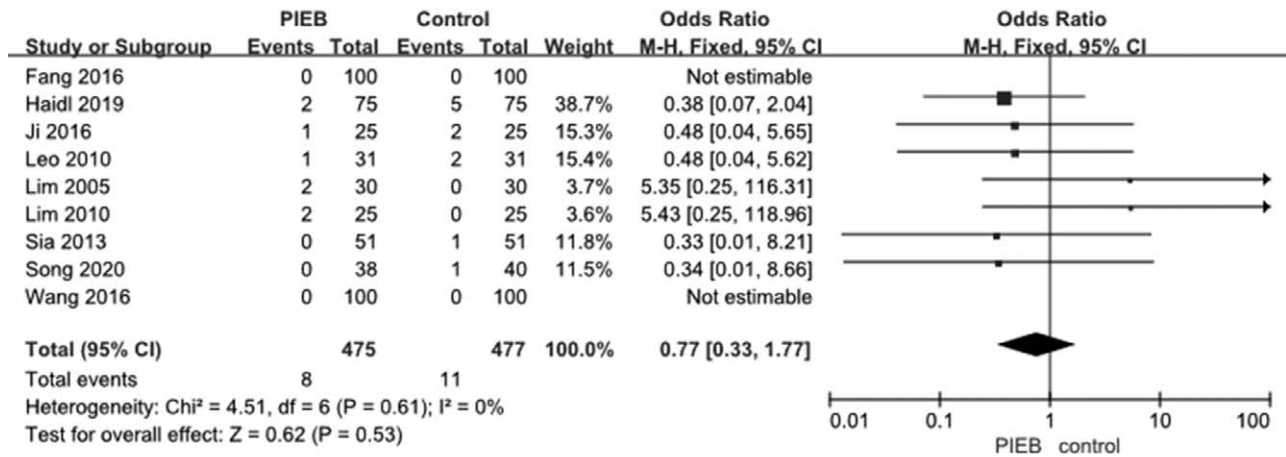 PIEB Control Odds Ratio Odds Ratio
Study or Subgroup Events Total Events Total Weight M-H, Fixed, 95% CI M-H, Fixed, 95% CI
Fang 2016 0 100 0 100 Not estimable
Haidl 2019 2 75 5 75 38.7% 0.38 [0.07, 2.04]
Ji 2016 1 25 2 25 15.3% 0.48 [0.04, 5.65]
Leo 2010 1 31 2 31 15.4% 0.48 [0.04, 5.62]
Lim 2005 2 30 0 30 3.7% 5.35 [0.25, 116.31]
Lim 2010 2 25 0 25 3.6% 5.43 [0.25, 118.96]
Sia 2013 0 51 1 51 11.8% 0.33 [0.01, 8.21]
Song 2020 0 38 1 40 11.5% 0.34 [0.01, 8.66]
Wang 2016 0 100 0 100 Not estimable
Total (95% CI) 475 477 100.0% 0.77 [0.33, 1.77]
Total events 8 11
Heterogeneity: Chi² = 4.51, df = 6 (P = 0.61); I² = 0%
Test for overall effect: Z = 0.62 (P = 0.53)
0.01 0.1 1 10 100
PIEB control